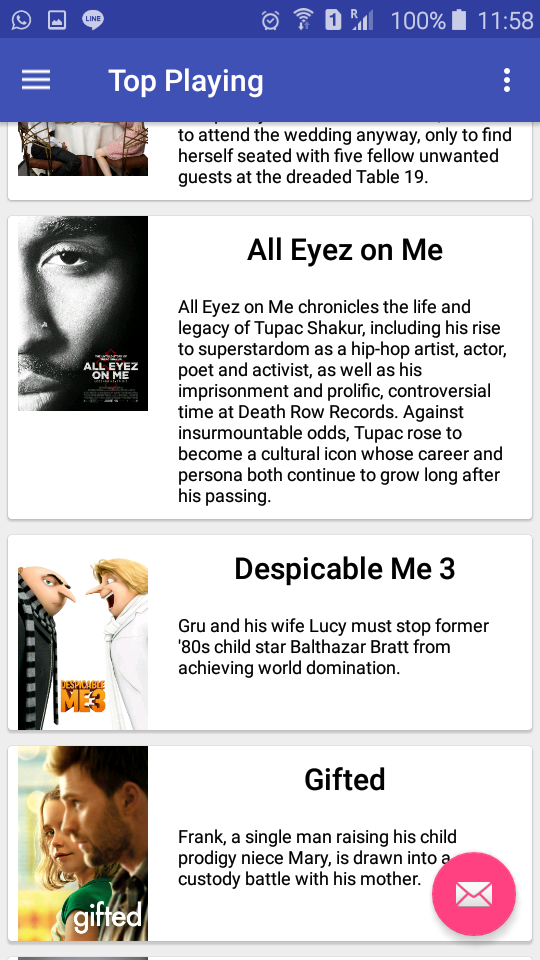 LINE
1
R
100%
11:58
Top Playing
to attend the wedding anyway, only to find
herself seated with five fellow unwanted
guests at the dreaded Table 19.
ALL EYEZ
ON ME
All Eyez on Me
All Eyez on Me chronicles the life and
legacy of Tupac Shakur, including his rise
to superstardom as a hip-hop artist, actor,
poet and activist, as well as his
imprisonment and prolific, controversial
time at Death Row Records. Against
insurmountable odds, Tupac rose to
become a cultural icon whose career and
persona both continue to grow long after
his passing.
DESPICABLE
ME3
Despicable Me 3
Gru and his wife Lucy must stop former
'80s child star Balthazar Bratt from
achieving world domination.
gifted
Gifted
Frank, a single man raising his child
prodigy niece Mary, is drawn into a
custody battle with his mother.